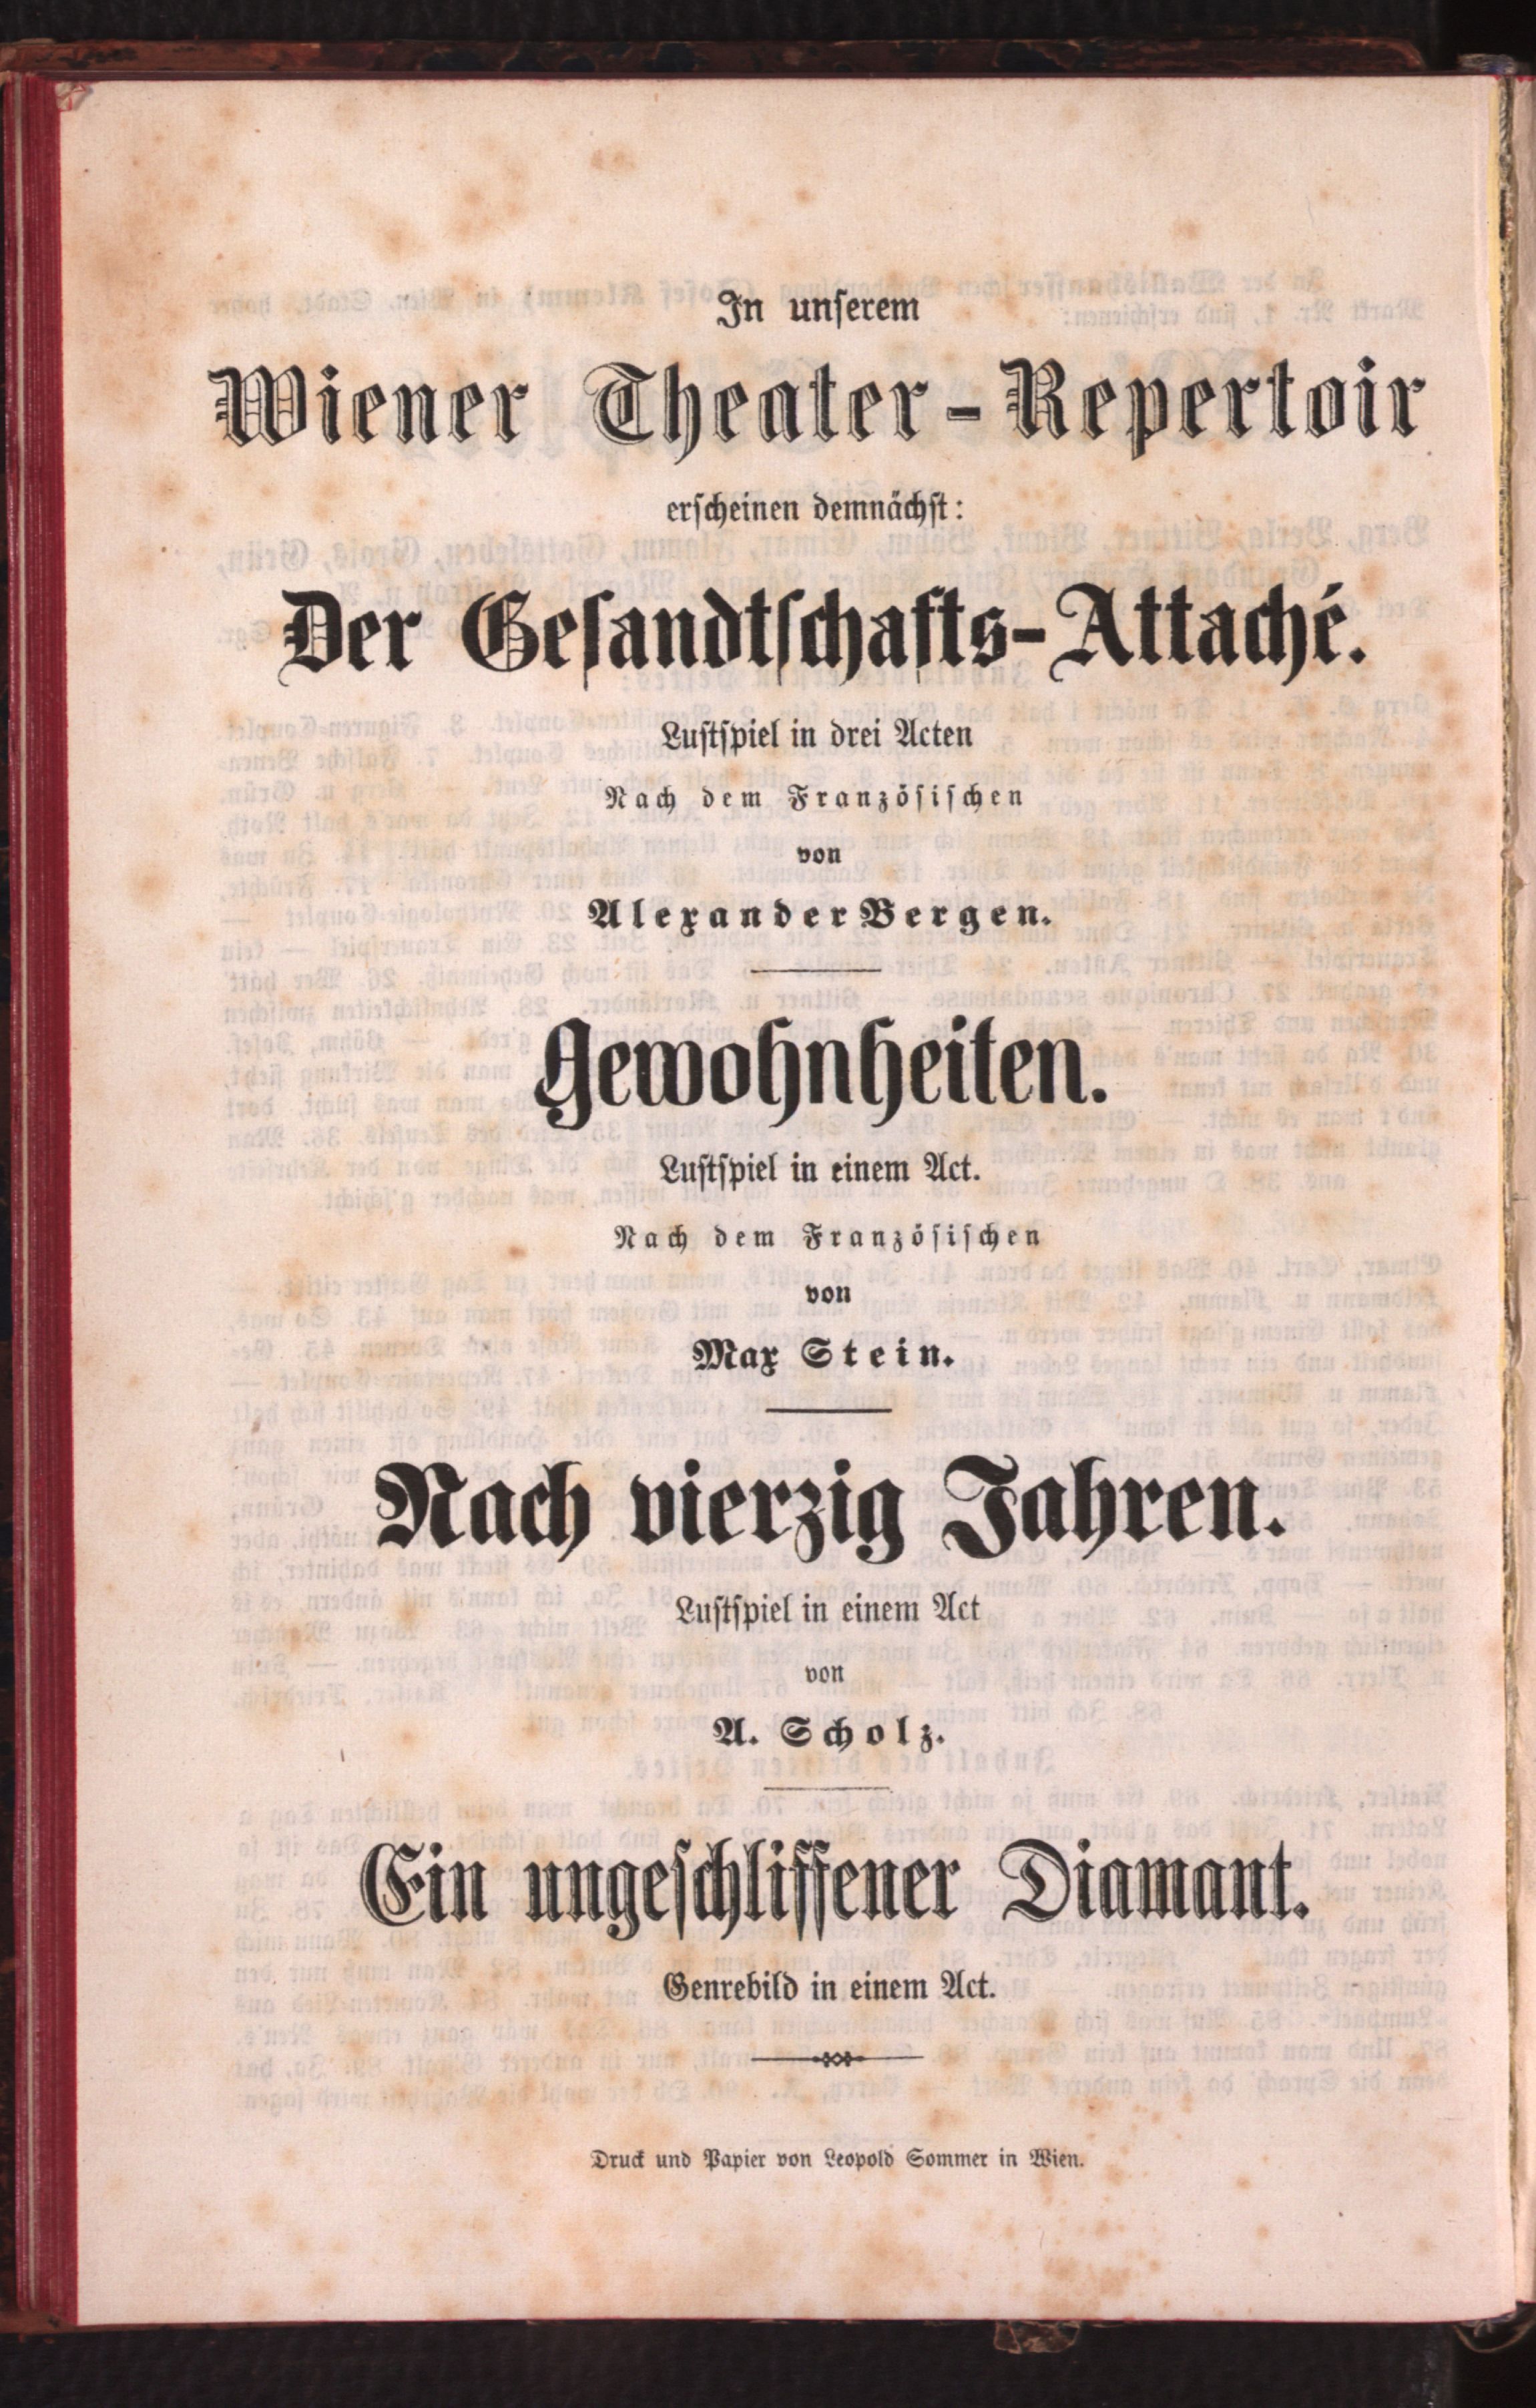 In unserem
Wiener Theater-Repertoir
erscheinen demnächst:
Der Gesandtschafts-Attaché.
Lustspiel in drei Acten
Nach dem Französischen
von
Alexander Bergen.
Gewohnheiten.
Lustspiel in einem Act.
Nach dem Französischen
von
Max Stein.
Nach vierzig Jahren.
Lustspiel in einem Act
von
A. Scholz.
Ein ungeschliffener Diamant.
Genrebild in einem Act.
Druck und Papier von Leopold Sommer in Wien.